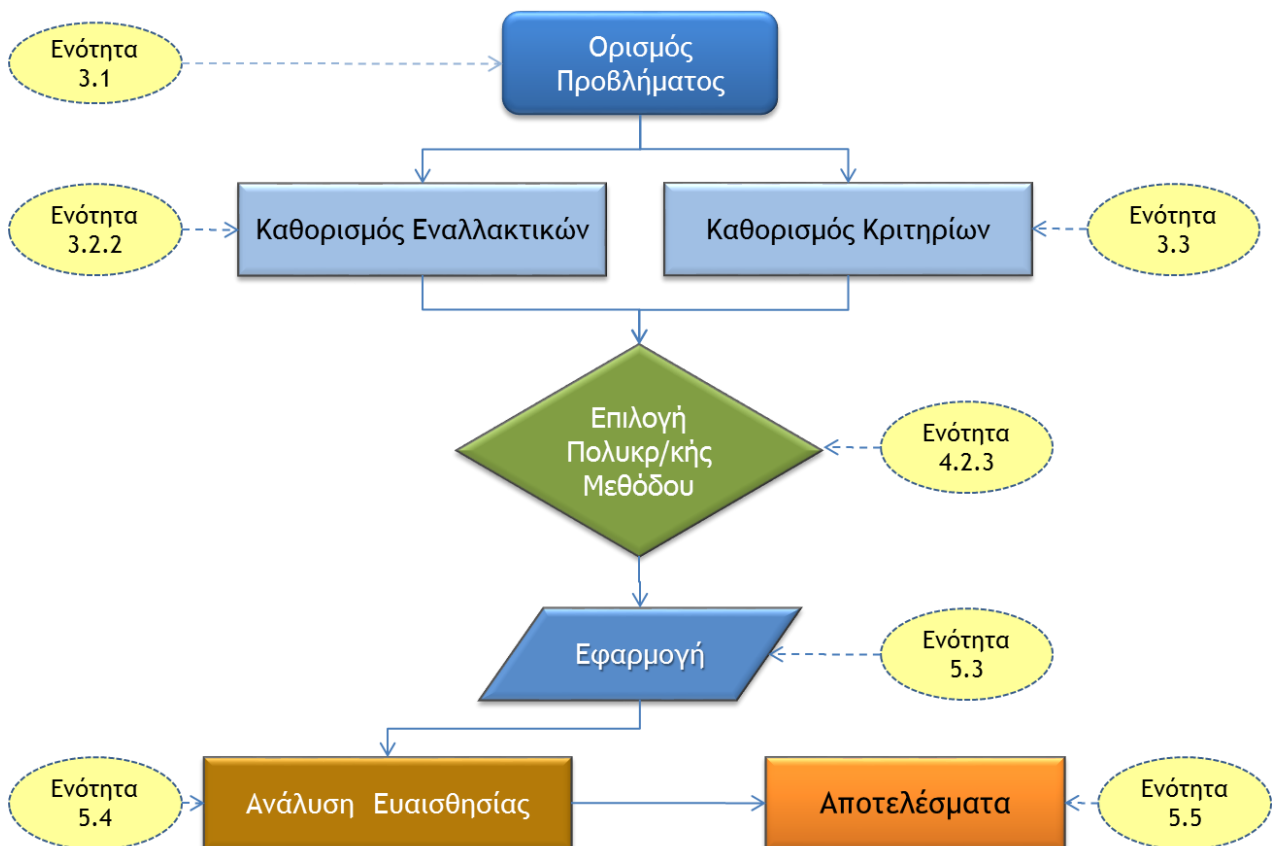 Ενότητα
3.1
Ορισμός
Προβλήματος
Ενότητα
3.2.2
Καθορισμός Εναλλακτικών
Καθορισμός Κριτηρίων
Ενότητα
3.3
Επιλογή
Πολυκρ/κής
Μεθόδου
Ενότητα
4.2.3
Εφαρμογή
Ενότητα
5.3
Ενότητα
5.4
Ανάλυση Ευαισθησίας
Αποτελέσματα
Ενότητα
5.5